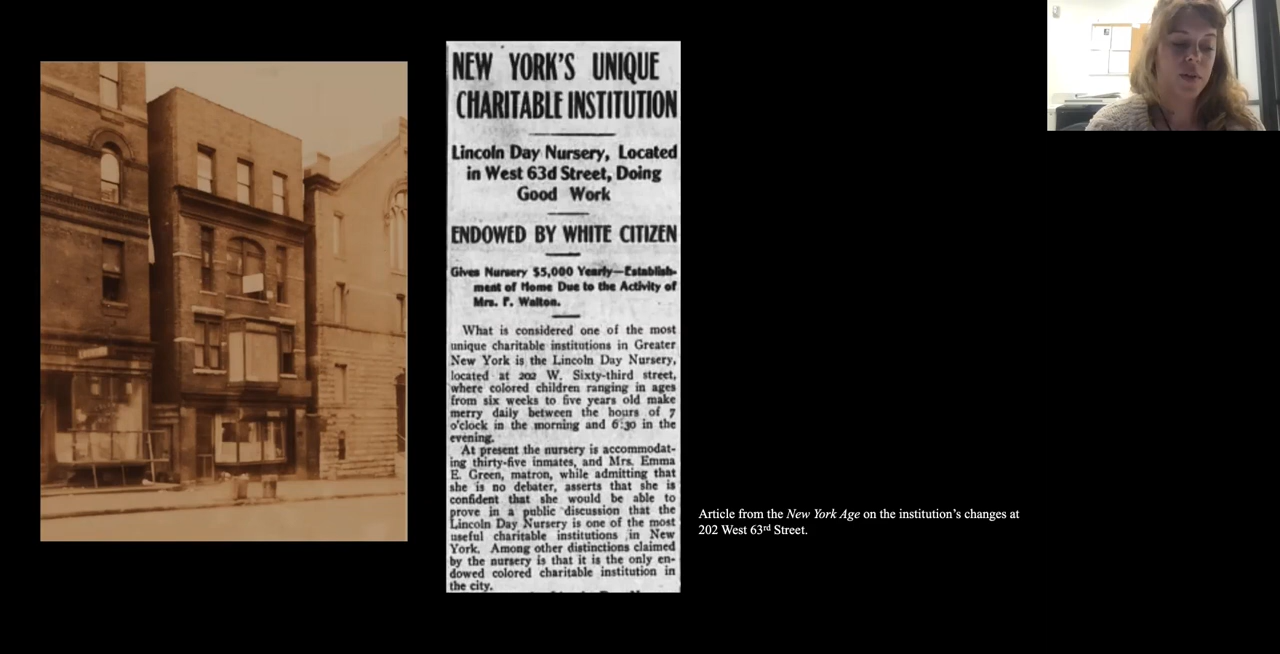 NEW YORK'S UNIQUE
CHARITABLE INSTITUTION
Lincoln Day Nursery, Located
in West 63d Street, Doing
Good Work
ENDOWED BY WHITE CITIZEN
Gives Nursery $5,000 Yearly—Establish-
ment of Home Due to the Activity of
Mrs. F. Walton.
What is considered one of the most
unique charitable institutions in Greater
New York is the Lincoln Day Nursery,
located at 202 W. Sixty-third street,
where colored children ranging in ages
from six weeks to five years old make
merry daily between the hours of 7
o'clock in the morning and 6:30 in the
evening.
At present the nursery is accommodat-
ing thirty-five inmates, and Mrs. Emma
E. Green, matron, while admitting that
she is no debater, asserts that she is
confident that she would be able to
prove in a public discussion that the
Lincoln Day Nursery is one of the most
useful charitable institutions in New
York. Among other distinctions claimed
by the nursery is that it is the only en-
dowed colored charitable institution in
the city.
Article from the New York Age on the institution's changes at
202 West 63rd Street.